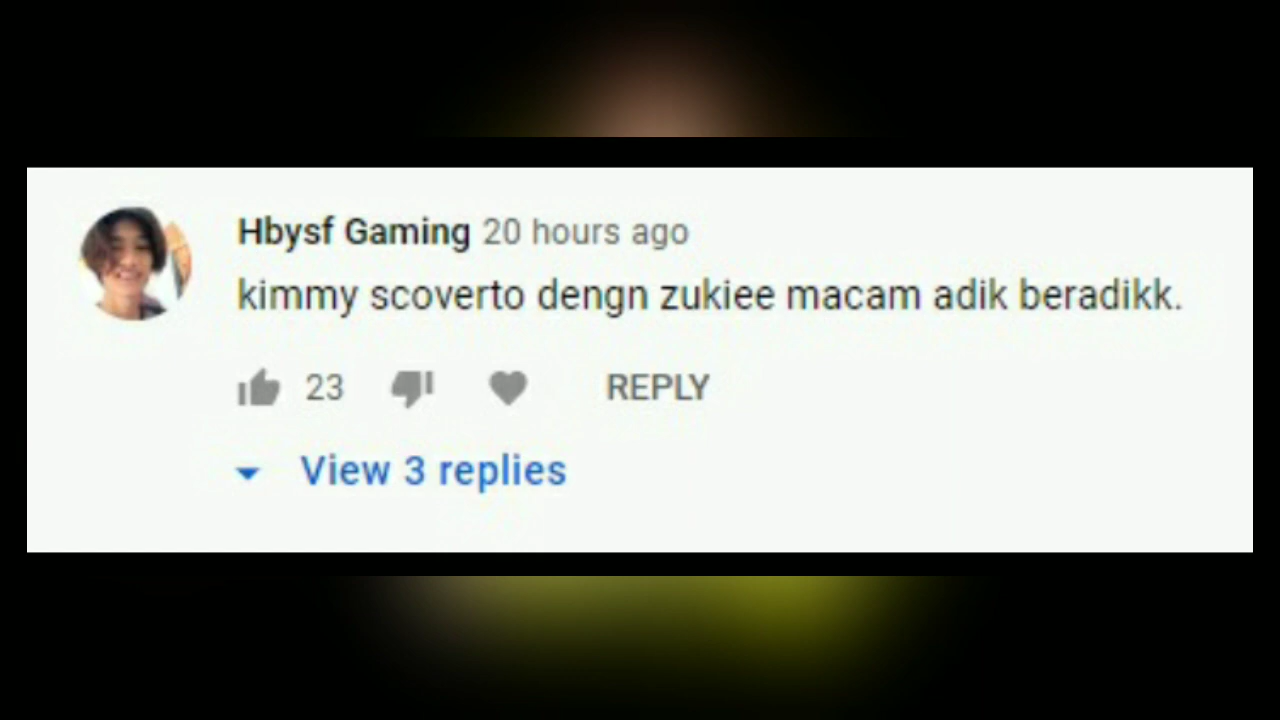 Hbysf Gaming 20 hours ago
kimmy scoverto dengn zukiee macam adik beradikk.
23 REPLY
View 3 replies